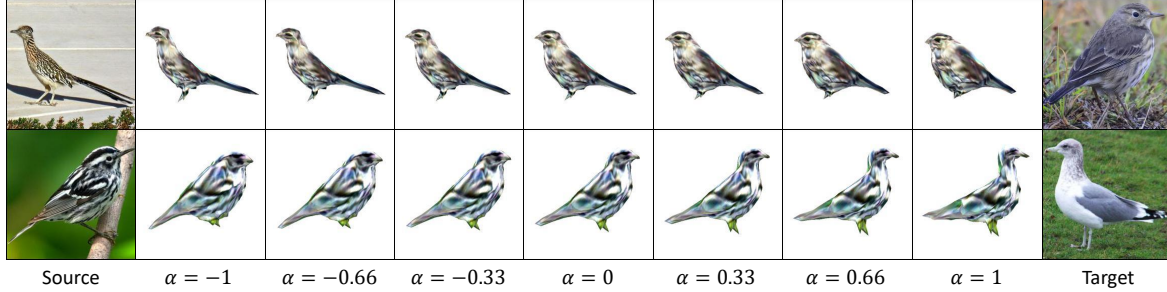 Source α = −1 α = −0.66 α = −0.33 α = 0 α = 0.33 α = 0.66 α = 1 Target